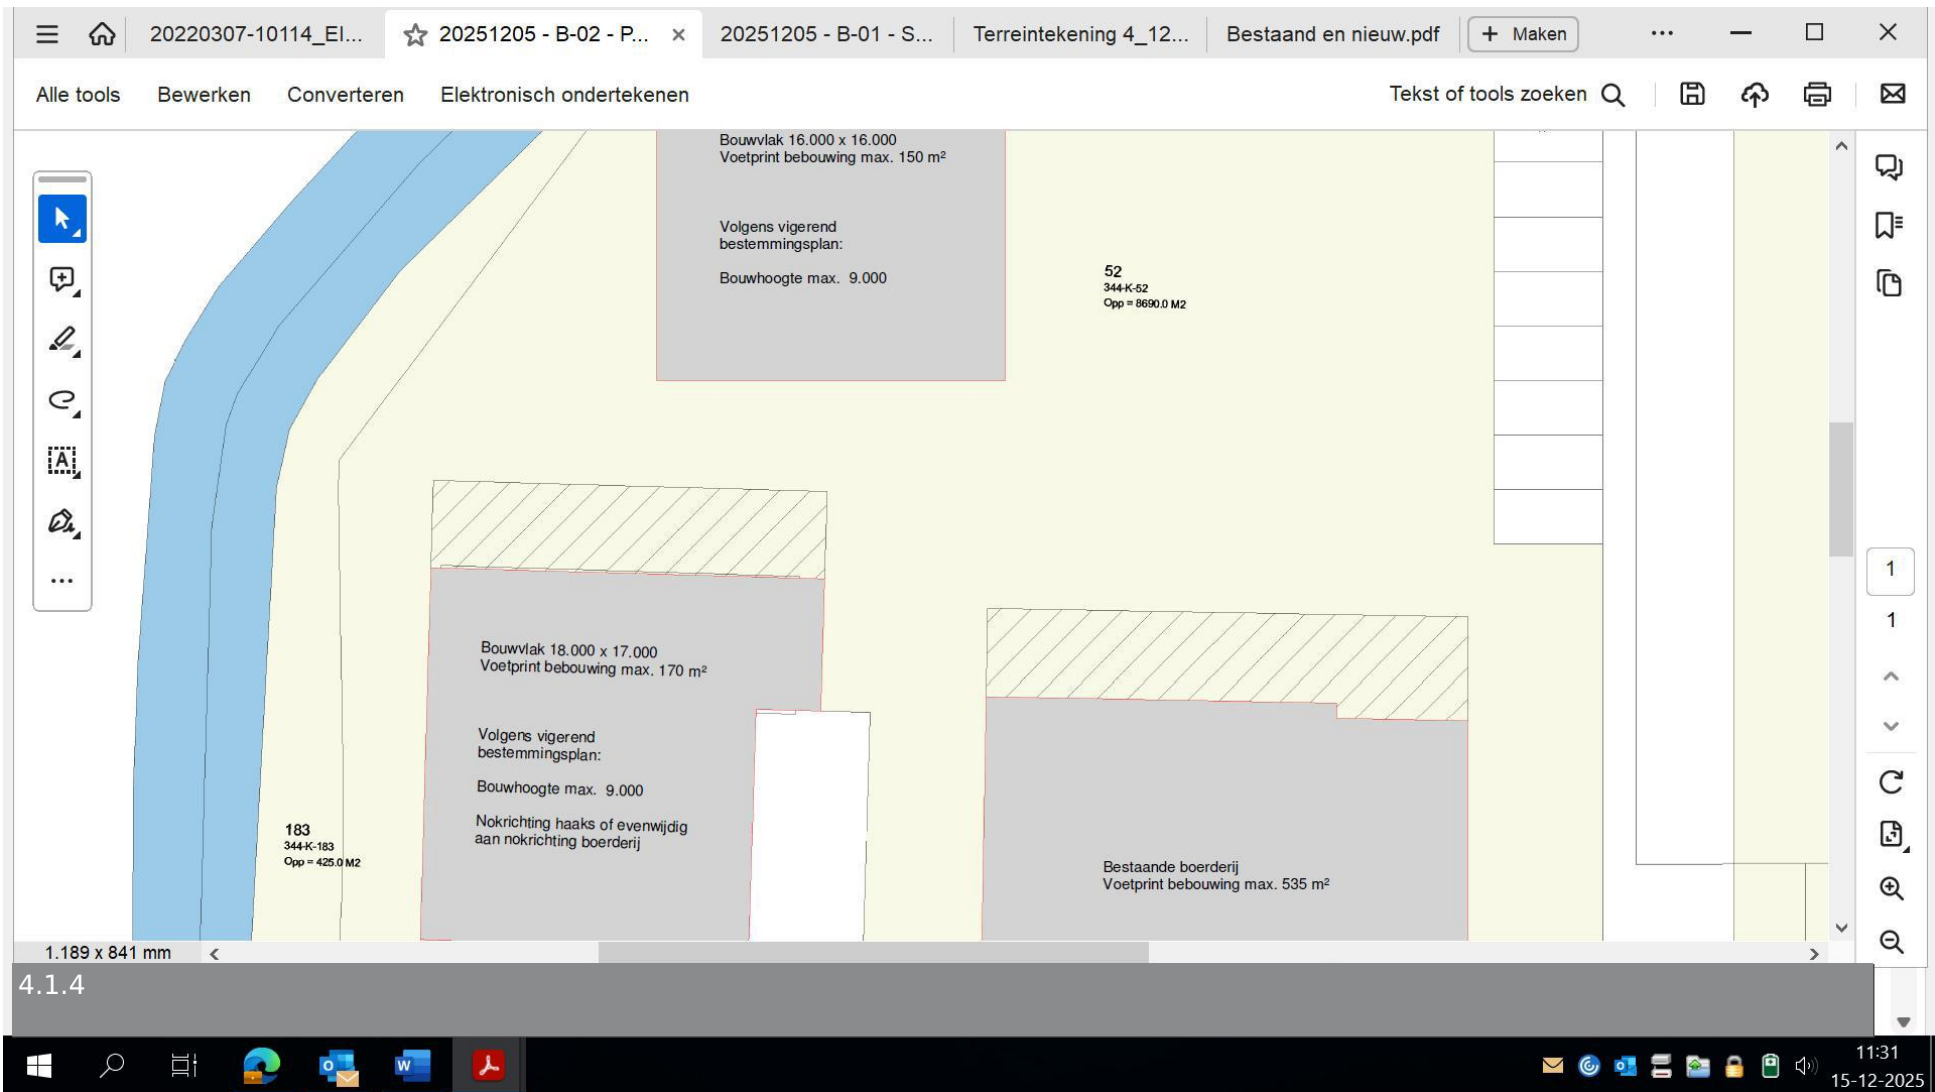 20220307-10114_EI...
20251205 - B-02 - P...
20251205 - B-01 - S...
Terreintekening 4_12...
Bestaand en nieuw.pdf
Maken
Alle tools
Bewerken
Converteren
Elektronisch ondertekenen
Tekst of tools zoeken
Bouwvlak 16.000 x 16.000
Voetprint bebouwing max. 150 m²
Volgens vigerend
bestemmingsplan:
Bouwhoogte max. 9.000
52
344-K-52
Opp = 8690.0 M2
Bouwvlak 18.000 x 17.000
Voetprint bebouwing max. 170 m²
Volgens vigerend
bestemmingsplan:
Bouwhoogte max. 9.000
Nokrichting haaks of evenwijdig
aan nokrichting boerderij
183
344-K-183
Opp = 425.0 M2
Bestaande boerderij
Voetprint bebouwing max. 535 m²
1
1
1.189 x 841 mm
4.1.4
11:31
15-12-2025